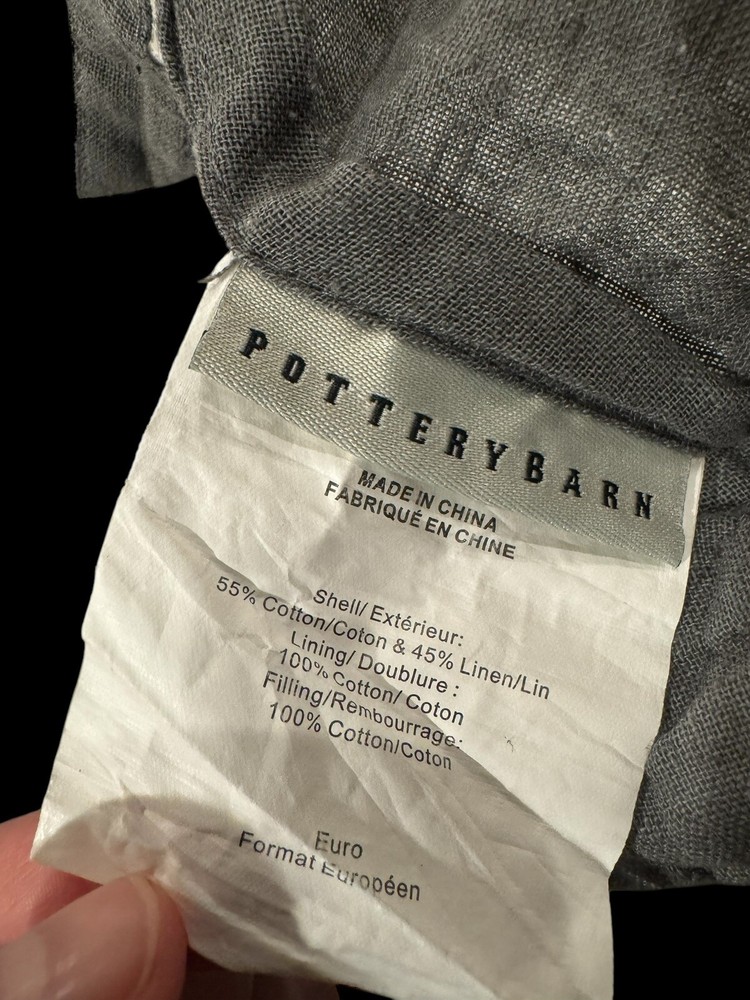 POTTERYBARN
MADE IN CHINA
FABRIQUÉ EN CHINE
Shell/Extérieur:
55% Cotton/Coton & 45% Linen/Lin
Lining/Doublure :
100% Cotton/Coton
Filling/Rembourrage:
100% Cotton/Coton
Euro
Format Européen